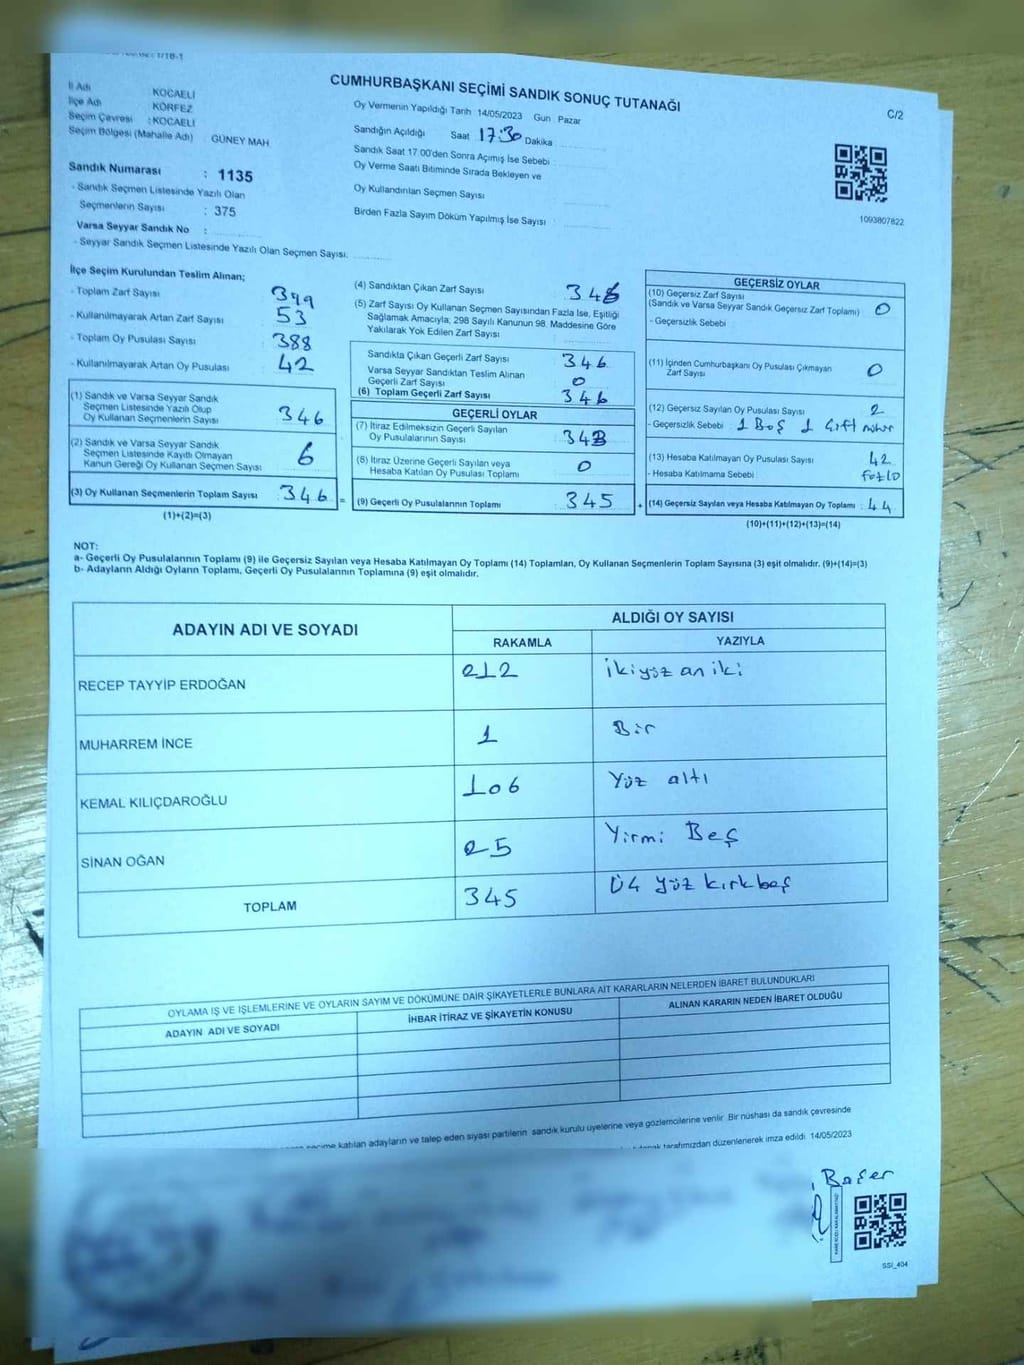 CUMHURBAŞKANI SEÇİMİ SANDIK SONUÇ TUTANAĞI
C/2
İl Adı KOCAELİ
İlçe Adı KÖRFEZ
Seçim Çevresi : KOCAELİ
Seçim Bölgesi (Mahalle Adı) GÜNEY MAH
Sandık Numarası : 1135
- Sandık Seçmen Listesinde Yazılı Olan
Seçmenlerin Sayısı : 375
Varsa Seyyar Sandık No :
- Seyyar Sandık Seçmen Listesinde Yazılı Olan Seçmen Sayısı:
Oy Vermenin Yapıldığı Tarih 14/05/2023 Gün Pazar
Sandığın Açıldığı Saat 17:30 Dakika
Sandık Saat 17:00'den Sonra Açımış İse Sebebi
Oy Verme Saati Bitiminde Sırada Bekleyen ve
Oy Kullandırılan Seçmen Sayısı
Birden Fazla Sayım Döküm Yapılmış İse Sayısı
1093807822
İlçe Seçim Kurulundan Teslim Alınan;
- Toplam Zarf Sayısı 399
- Kullanılmayarak Artan Zarf Sayısı 53
- Toplam Oy Pusulası Sayısı 388
- Kullanılmayarak Artan Oy Pusulası 42
(1) Sandık ve Varsa Seyyar Sandık
Seçmen Listesinde Yazılı Olup
Oy Kullanan Seçmenlerin Sayısı 346
(2) Sandık ve Varsa Seyyar Sandık
Seçmen Listesinde Kayıtlı Olmayan
Kanun Gereği Oy Kullanan Seçmen Sayısı 6
(3) Oy Kullanan Seçmenlerin Toplam Sayısı 346 =
(1)+(2)=(3)
(4) Sandıktan Çıkan Zarf Sayısı 346
(5) Zarf Sayısı Oy Kullanan Seçmen Sayısından Fazla İse, Eşitliği
Sağlamak Amacıyla, 298 Sayılı Kanunun 98. Maddesine Göre
Yakılarak Yok Edilen Zarf Sayısı
Sandıkta Çıkan Geçerli Zarf Sayısı 346
Varsa Seyyar Sandıktan Teslim Alınan
Geçerli Zarf Sayısı 0
(6) Toplam Geçerli Zarf Sayısı 346
GEÇERLİ OYLAR
(7) İtiraz Edilmeksizin Geçerli Sayılan
Oy Pusulalarının Sayısı
(8) İtiraz Üzerine Geçerli Sayılan veya
Hesaba Katılan Oy Pusulası Toplamı 0
(9) Geçerli Oy Pusulalarının Toplamı 345 +
GEÇERSİZ OYLAR
(10) Geçersiz Zarf Sayısı
(Sandık ve Varsa Seyyar Sandık Geçersiz Zarf Toplamı) 0
- Geçersizlik Sebebi
(11) İçinden Cumhurbaşkanı Oy Pusulası Çıkmayan
Zarf Sayısı 0
(12) Geçersiz Sayılan Oy Pusulası Sayısı 2
- Geçersizlik Sebebi : 1 Boş 1 çift mühür
(13) Hesaba Katılmayan Oy Pusulası Sayısı 42
- Hesaba Katılmama Sebebi fazla
(14) Geçersiz Sayılan veya Hesaba Katılmayan Oy Toplamı : 44
(10)+(11)+(12)+(13)=(14)
NOT:
a- Geçerli Oy Pusulalarının Toplamı (9) ile Geçersiz Sayılan veya Hesaba Katılmayan Oy Toplamı (14) Toplamları, Oy Kullanan Seçmenlerin Toplam Sayısına (3) eşit olmalıdır. (9)+(14)=(3)
b- Adayların Aldığı Oyların Toplamı, Geçerli Oy Pusulalarının Toplamına (9) eşit olmalıdır.
ADAYIN ADI VE SOYADI
ALDIĞI OY SAYISI
RAKAMLA YAZIYLA
RECEP TAYYİP ERDOĞAN 212 ikiyüz on iki
MUHARREM İNCE 1 Bir
KEMAL KILIÇDAROĞLU 106 Yüz altı
SİNAN OĞAN 25 Yirmi Beş
TOPLAM 345 Üç yüz kırkbeş
OYLAMA İŞ VE İŞLEMLERİNE VE OYLARIN SAYIM VE DÖKÜMÜNE DAİR ŞİKAYETLERLE BUNLARA AİT KARARLARIN NELERDEN İBARET BULUNDUKLARI
ADAYIN ADI VE SOYADI İHBAR İTİRAZ VE ŞİKAYETİN KONUSU ALINAN KARARIN NEDEN İBARET OLDUĞU
seçime katılan adayların ve talep eden siyasi partilerin sandık kurulu üyelerine veya gözlemcilerine verilir. Bir nüshası da sandık çevresinde
tarafımızdan düzenlenerek imza edildi. 14/05/2023
SSİ_404